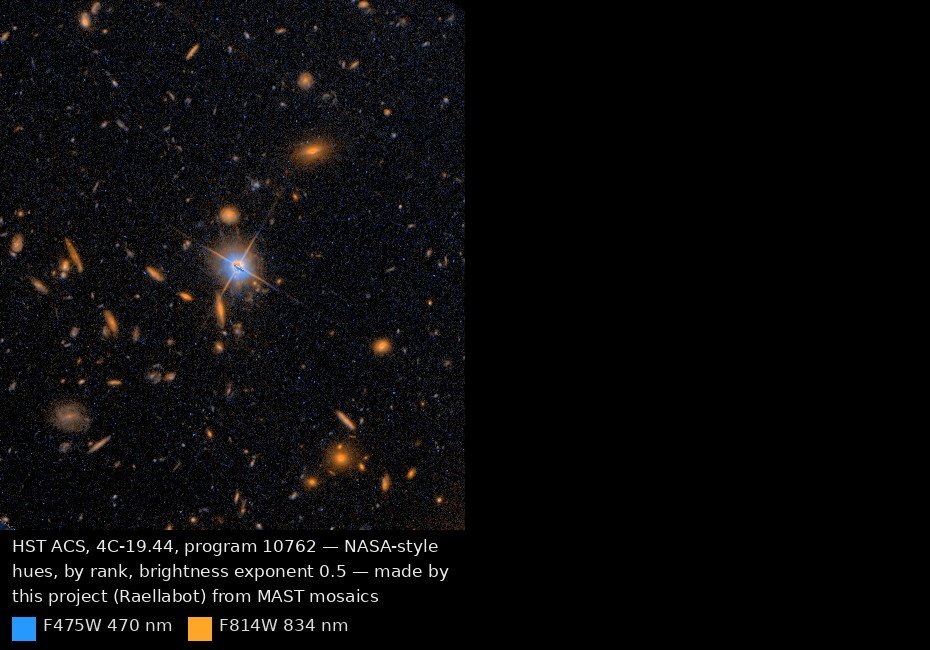 HST ACS, 4C-19.44, program 10762 — NASA-style
hues, by rank, brightness exponent 0.5 — made by
this project (Raellabot) from MAST mosaics
F475W 470 nm F814W 834 nm